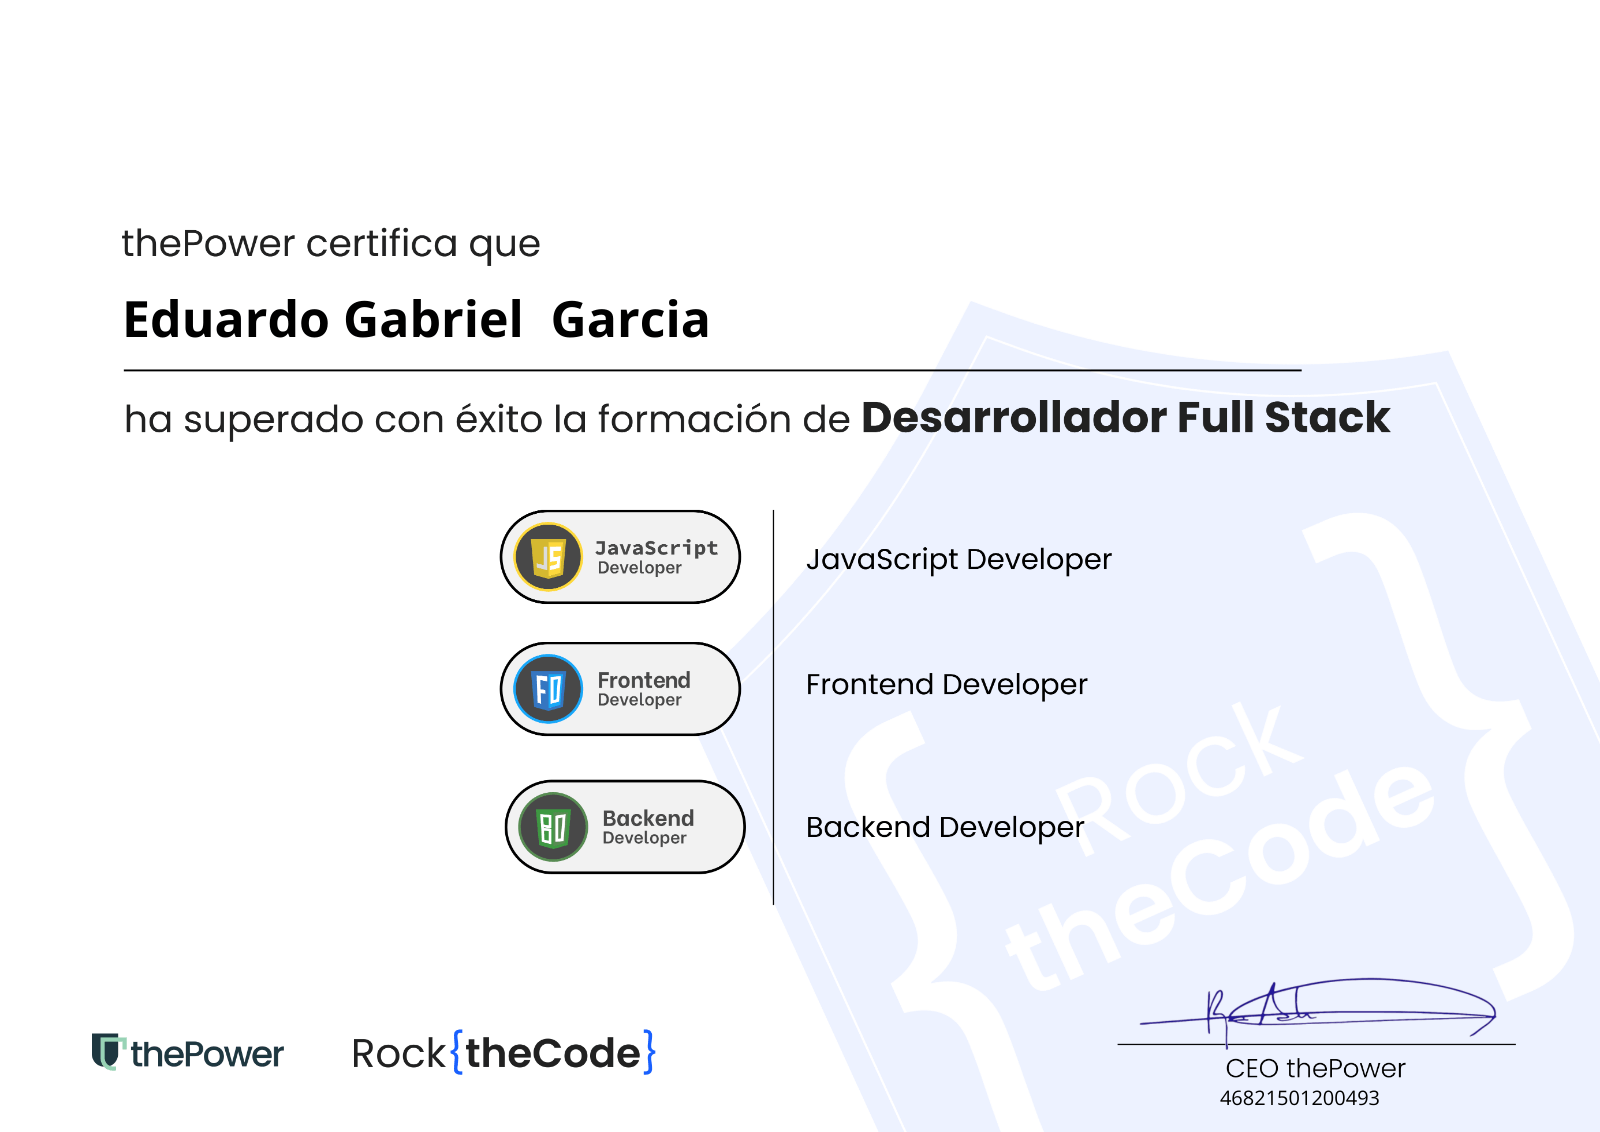 thePower certifica que
Eduardo Gabriel  Garcia
ha superado con éxito la formación de Desarrollador Full Stack
JS
JavaScript
Developer
JavaScript Developer
FD
Frontend
Developer
Frontend Developer
BD
Backend
Developer
Backend Developer
Rock
theCode
thePower
Rock{theCode}
CEO thePower
46821501200493